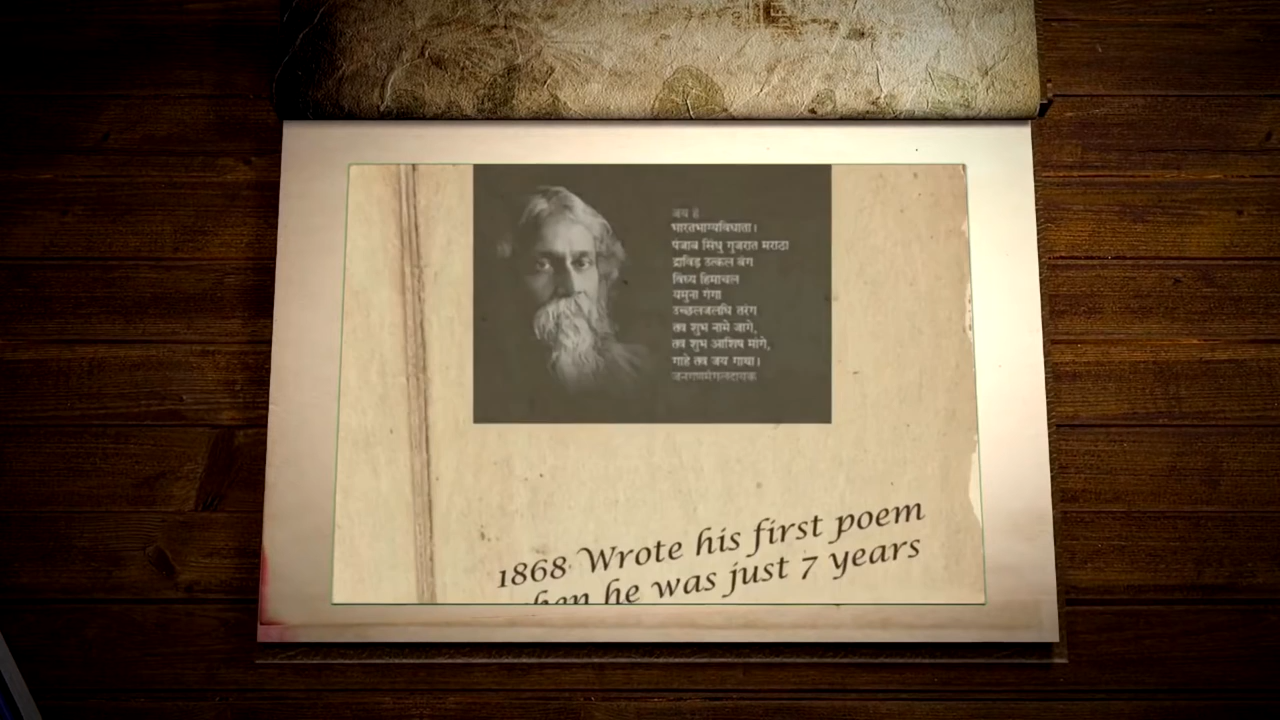 जय हे
भारतभाग्यविधाता।
पंजाब सिंधु गुजरात मराठा
द्राविड़ उत्कल बंग
विंध्य हिमाचल
यमुना गंगा
उच्छलजलधि तरंग
तव शुभ नामे जागे,
तव शुभ आशिष मांगे,
गाहे तव जय गाथा।
जनगणमंगलदायक
1868 Wrote his first poem
when he was just 7 years